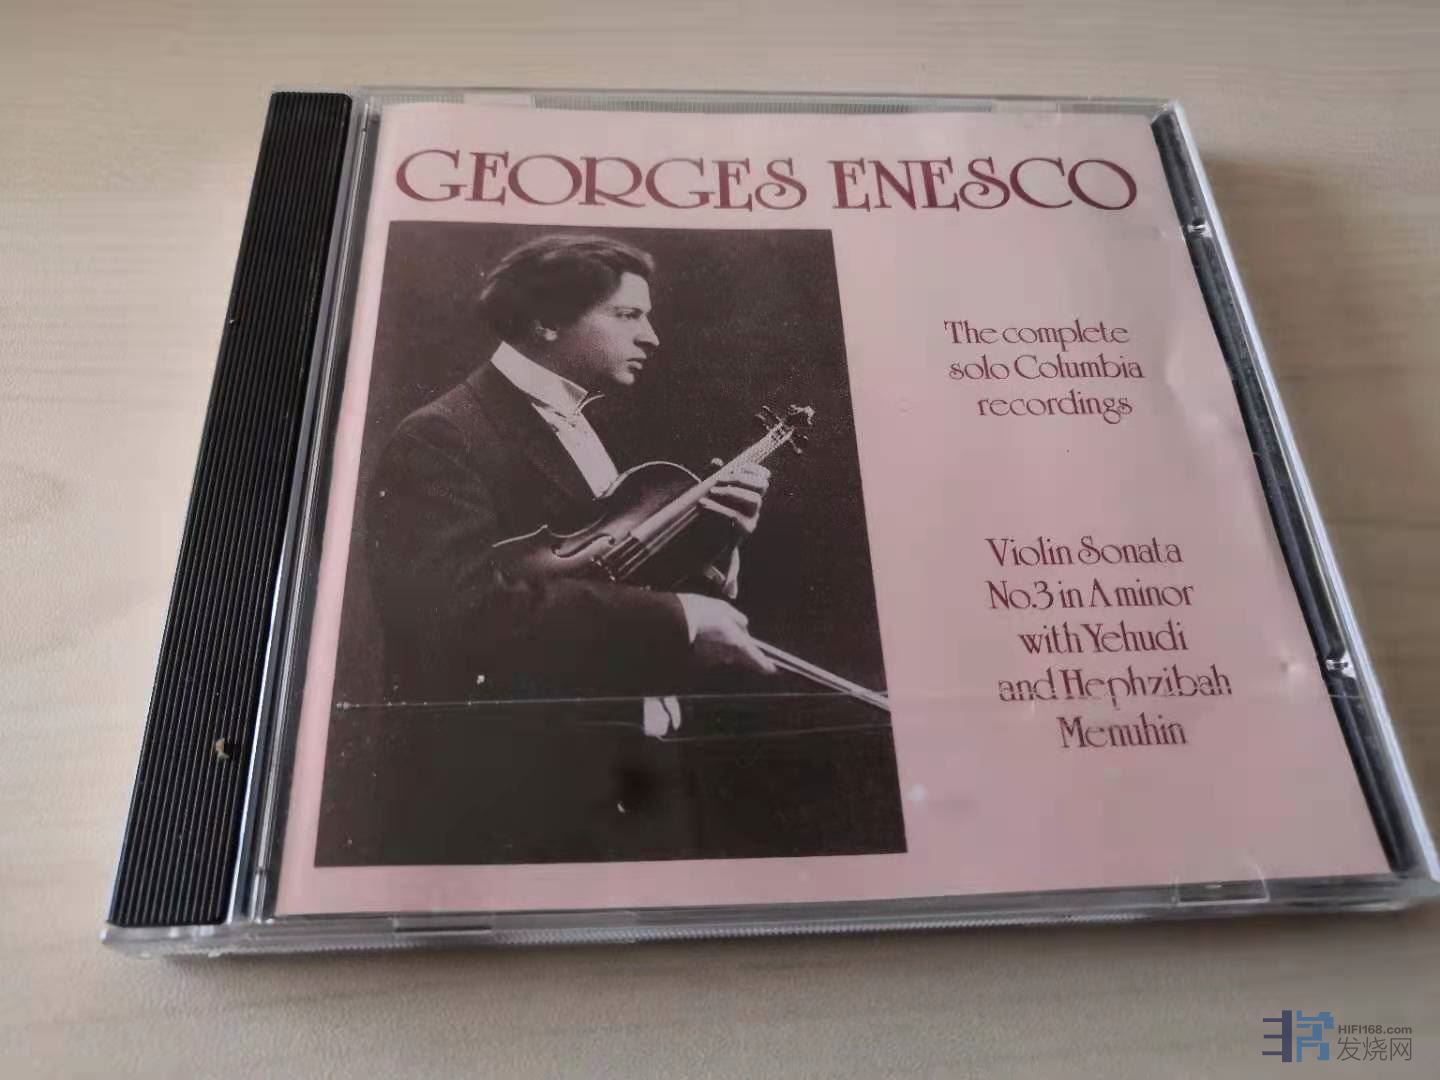 GEORGES ENESCO
The complete
solo Columbia
recordings
Violin Sonata
No.3 in A minor
with Yehudi
and Hephzibah
Menuhin
HIFI168.com
发烧网